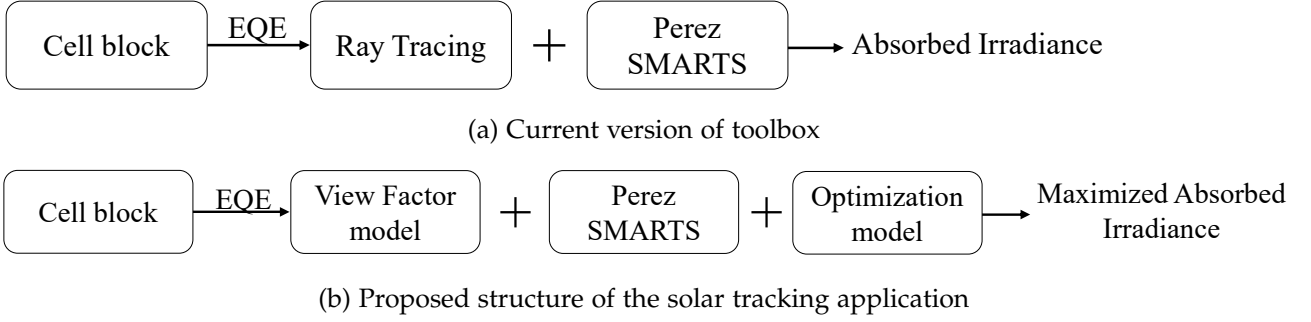 Cell block
EQE
Ray Tracing
+
Perez
SMARTS
Absorbed Irradiance
(a) Current version of toolbox
Cell block
EQE
View Factor
model
+
Perez
SMARTS
+
Optimization
model
Maximized Absorbed
Irradiance
(b) Proposed structure of the solar tracking application